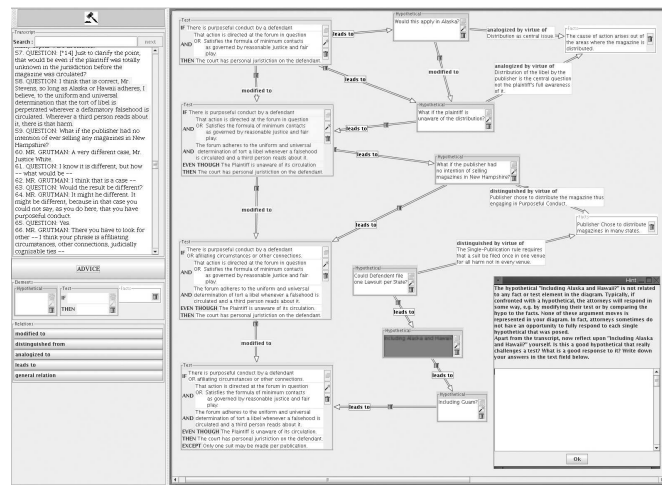 Transcript
Search:
next
57. QUESTION: [*14] Just to clarify the point,
that would be even if the plaintiff was totally
unknown in the jurisdiction before the
magazine was circulated?
58. QUESTION: I think that is correct, Mr.
Stevens, so long as Alaska or Hawaii adheres, I
believe, to the uniform and universal
determination that the tort of libel is
perpetrated wherever a defamatory falsehood is
circulated. Wherever a third person reads about
it, there is that harm.
59. QUESTION: What if the publisher had no
intention of ever selling any magazines in New
Hampshire?
60. MR. GRUTMAN: A very different case, Mr.
Justice White.
61. QUESTION: I know it is different, but how
-- what would be --
62. MR. GRUTMAN: I think that is a case --
63. QUESTION: Would the result be different?
64. MR. GRUTMAN: It might be different. It
might be different, because in that case you
could not say, as you do here, that you have
purposeful conduct.
65. QUESTION: Yes.
66. MR. GRUTMAN: There you have to look for
other -- I think your phrase is affiliating
circumstances, other connections, judicially
cognizable ties --
ADVICE
Elements
Hypothetical
Test
IF
THEN
Facts
Relations
modified to
distinguished from
analogized to
leads to
general relation
Test
IF There is purposeful conduct by a defendant
That action is directed at the forum in question
OR Satisfies the formula of minimum contacts
AND as governed by reasonable justice and fair
play.
THEN The court has personal jurisdiction on the defendant.
leads to
Hypothetical
Would this apply in Alaska?
analogized by virtue of
Distribution as central issue.
The cause of action arises out of
the areas where the magazine is
distributed.
leads to
modified to
modified to
analogized by virtue of
Distribution of the libel by the
publisher is the central question
not the plaintiff's full awareness
of it.
Hypothetical
What if the plaintiff is
unaware of the distribution?
Test
IF There is purposeful conduct by a defendant
That action is directed at the forum in question
OR Satisfies the formula of minimum contacts
AND as governed by reasonable justice and fair
play.
The forum adheres to the uniform and universal
AND determination of tort a libel whenever a falsehood
is circulated and a third person reads about it.
EVEN THOUGH The Plaintiff is unaware of its circulation.
THEN The court has personal jurisdiction on the defendant.
leads to
leads to
Hypothetical
What if the publisher had
no intention of selling
magazines in New Hampshire?
distinguished by virtue of
Publisher chose to distribute the magazine thus
engaging in Purposeful Conduct.
Publisher Chose to distribute
magazines in many states.
modified to
modified to
distinguished by virtue of
The Single-Publication rule requires
that a suit be filed once in one venue
for all harm not in every venue.
Test
IF There is purposeful conduct by a defendant
OR affiliating circumstances or other connections.
That action is directed at the forum in question
AND OR Satisfies the formula of minimum contacts
as governed by reasonable justice and fair
play.
The forum adheres to the uniform and universal
AND determination of tort a libel whenever a falsehood is
circulated and a third person reads about it.
EVEN THOUGH The Plaintiff is unaware of its circulation.
THEN The court has personal jurisdiction on the defendant.
leads to
Hypothetical
Could Defendant file
one Lawsuit per State?
leads to
Hypothetical
Including Alaska and Hawaii?
modified to
leads to
Test
IF There is purposeful conduct by a defendant
OR affiliating circumstances or other connections.
That action is directed at the forum in question
AND OR Satisfies the formula of minimum contacts
as governed by reasonable justice and fair
play.
The forum adheres to the uniform and universal
AND determination of tort a libel whenever a falsehood is
circulated and a third person reads about it.
EVEN THOUGH The Plaintiff is unaware of its circulation.
THEN The court has personal jurisdiction on the defendant.
EXCEPT Only one suit may be made per publication.
leads to
Hypothetical
Including Guam?
Hint
The hypothetical "Including Alaska and Hawaii?" is not related
to any fact or test element in the diagram. Typically, if
confronted with a hypothetical, the attorneys will respond in
some way, e.g. by modifying their test or by comparing the
hypo to the facts. None of these argument moves is
represented in your diagram. In fact, attorneys sometimes do
not have an opportunity to fully respond to each single
hypothetical that was posed.
Apart from the transcript, now reflect upon "Including Alaska
and Hawaii?" yourself. Is this a good hypothetical that really
challenges a test? What is a good response to it? Write down
your answers in the text field below.
Ok